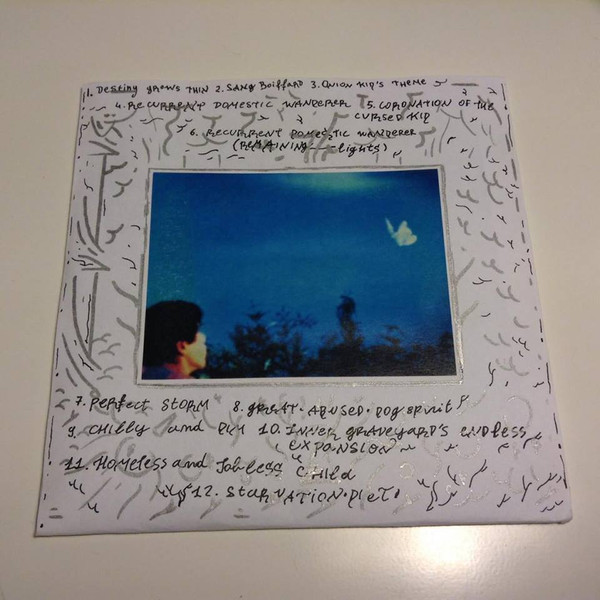 1. Destiny grows thin 2. Sang Boiffard 3. Onion Kid's theme
4. RecurrenT Domestic Wanderer 5. Coronation of the
cursed Kid
6. Recurrent Domestic Wanderer
(Remaining lights)
7. Perfect Storm 8. great. Abused. Dog spirit
9. Chilly and Dim 10. Inner graveyard's endless
expansion
11. Homeless and Jobless Child
12. Starvation. Diet.